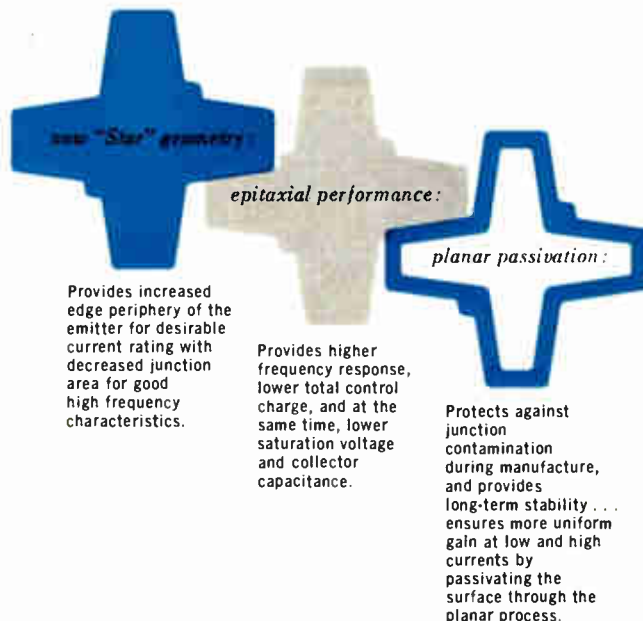 new "Star" geometry:
epitaxial performance:
planar passivation:
Provides increased
edge periphery of the
emitter for desirable
current rating with
decreased junction
area for good
high frequency
characteristics.
Provides higher
frequency response,
lower total control
charge, and at the
same time, lower
saturation voltage
and collector
capacitance.
Protects against
junction
contamination
during manufacture,
and provides
long-term stability . . .
ensures more uniform
gain at low and high
currents by
passivating the
surface through the
planar process.